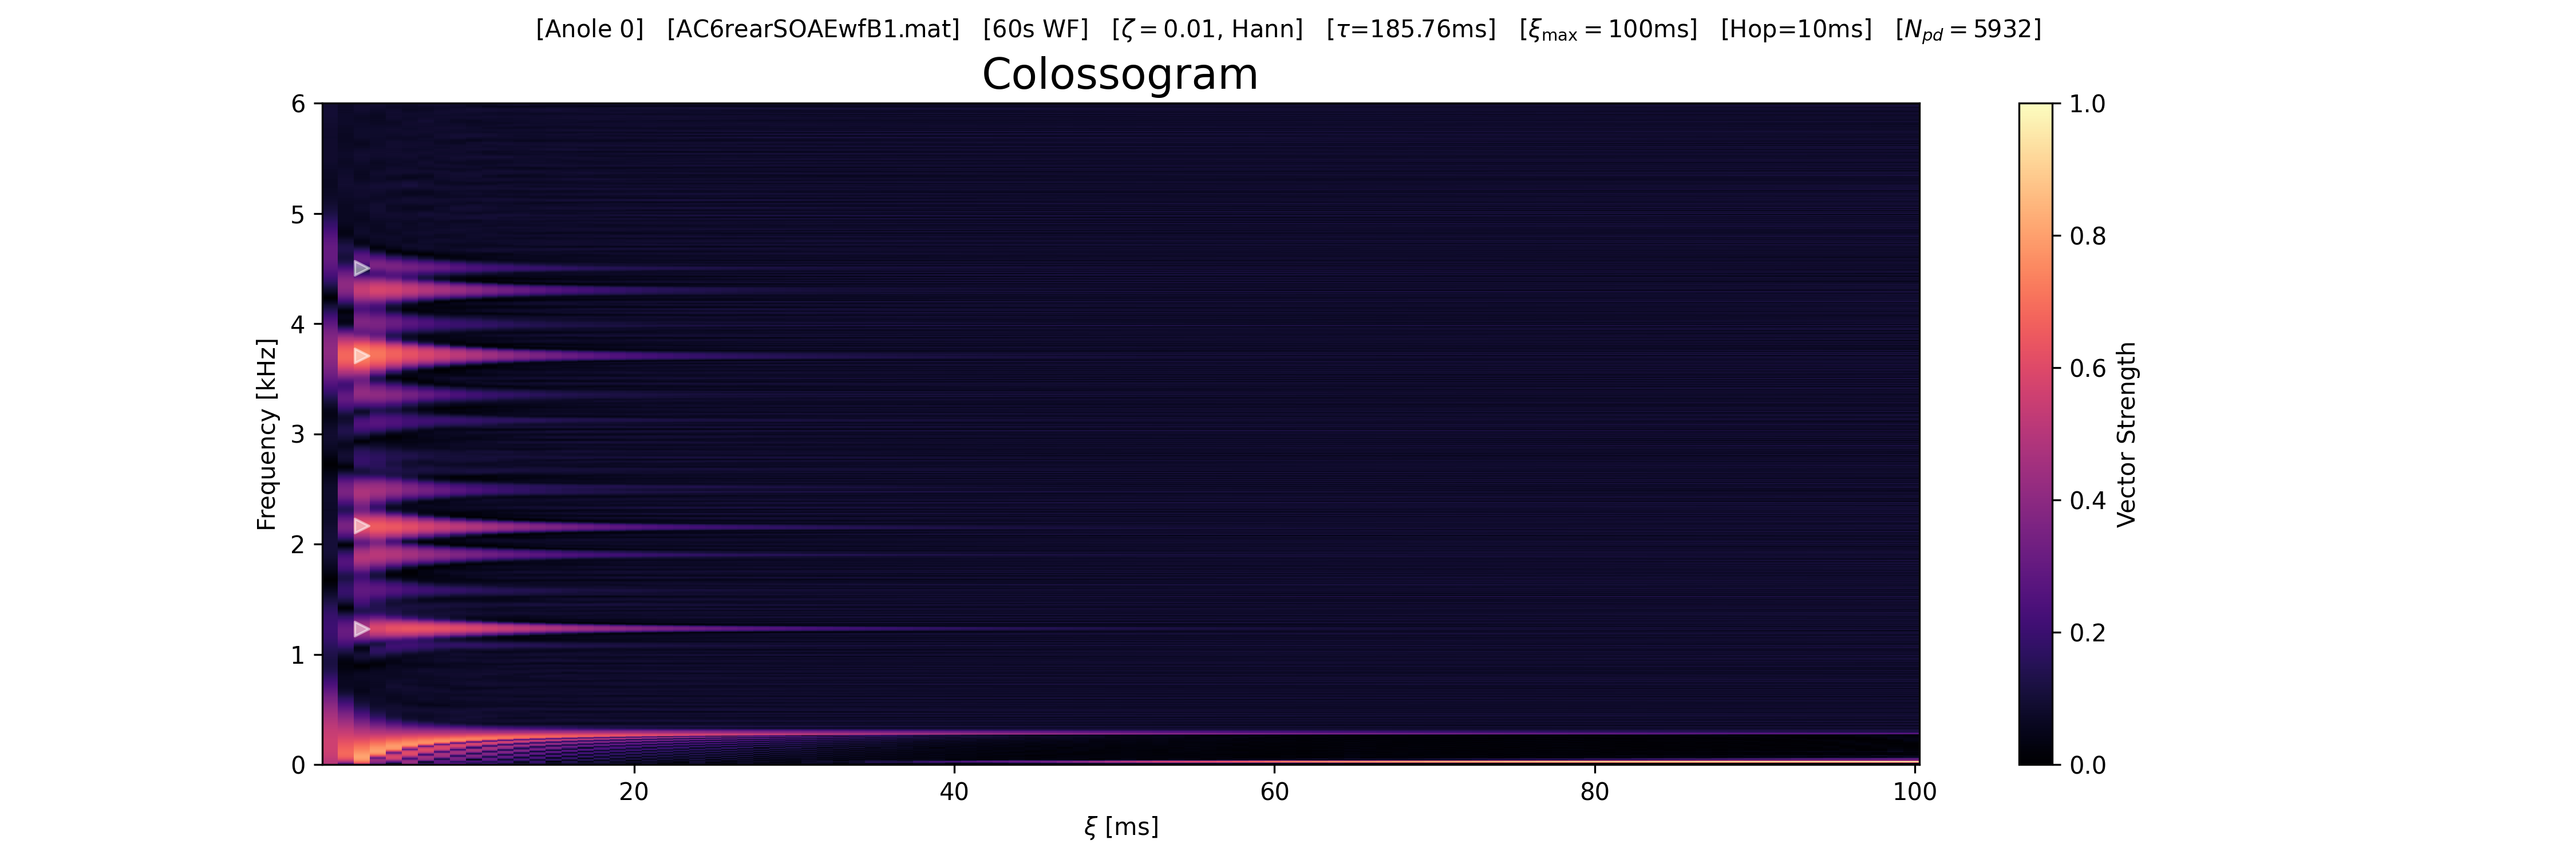 [Anole 0] [AC6rearSOAEwfB1.mat] [60s WF] [ζ = 0.01, Hann] [τ=185.76ms] [ξmax = 100ms] [Hop=10ms] [Npd = 5932]
Colossogram
6
5
4
3
2
1
0
Frequency [kHz]
20 40 60 80 100
ξ [ms]
1.0
0.8
0.6
0.4
0.2
0.0
Vector Strength